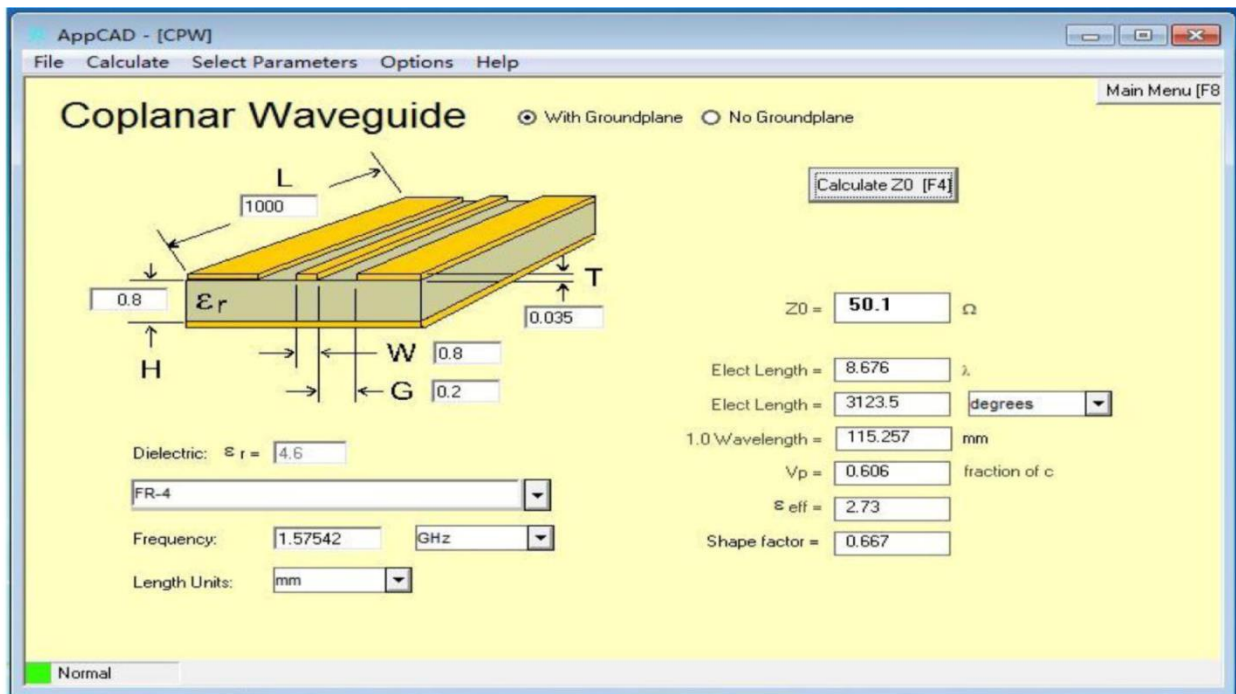 AppCAD - [CPW]
File Calculate Select Parameters Options Help
Main Menu [F8
Coplanar Waveguide
With Groundplane No Groundplane
L
1000
Calculate Z0 [F4]
0.8
εr
T
0.035
H
W 0.8
G 0.2
Z0 = 50.1 Ω
Elect Length = 8.676 λ
Elect Length = 3123.5 degrees
1.0 Wavelength = 115.257 mm
Vp = 0.606 fraction of c
ε eff = 2.73
Shape factor = 0.667
Dielectric: ε r = 4.6
FR-4
Frequency: 1.57542 GHz
Length Units: mm
Normal